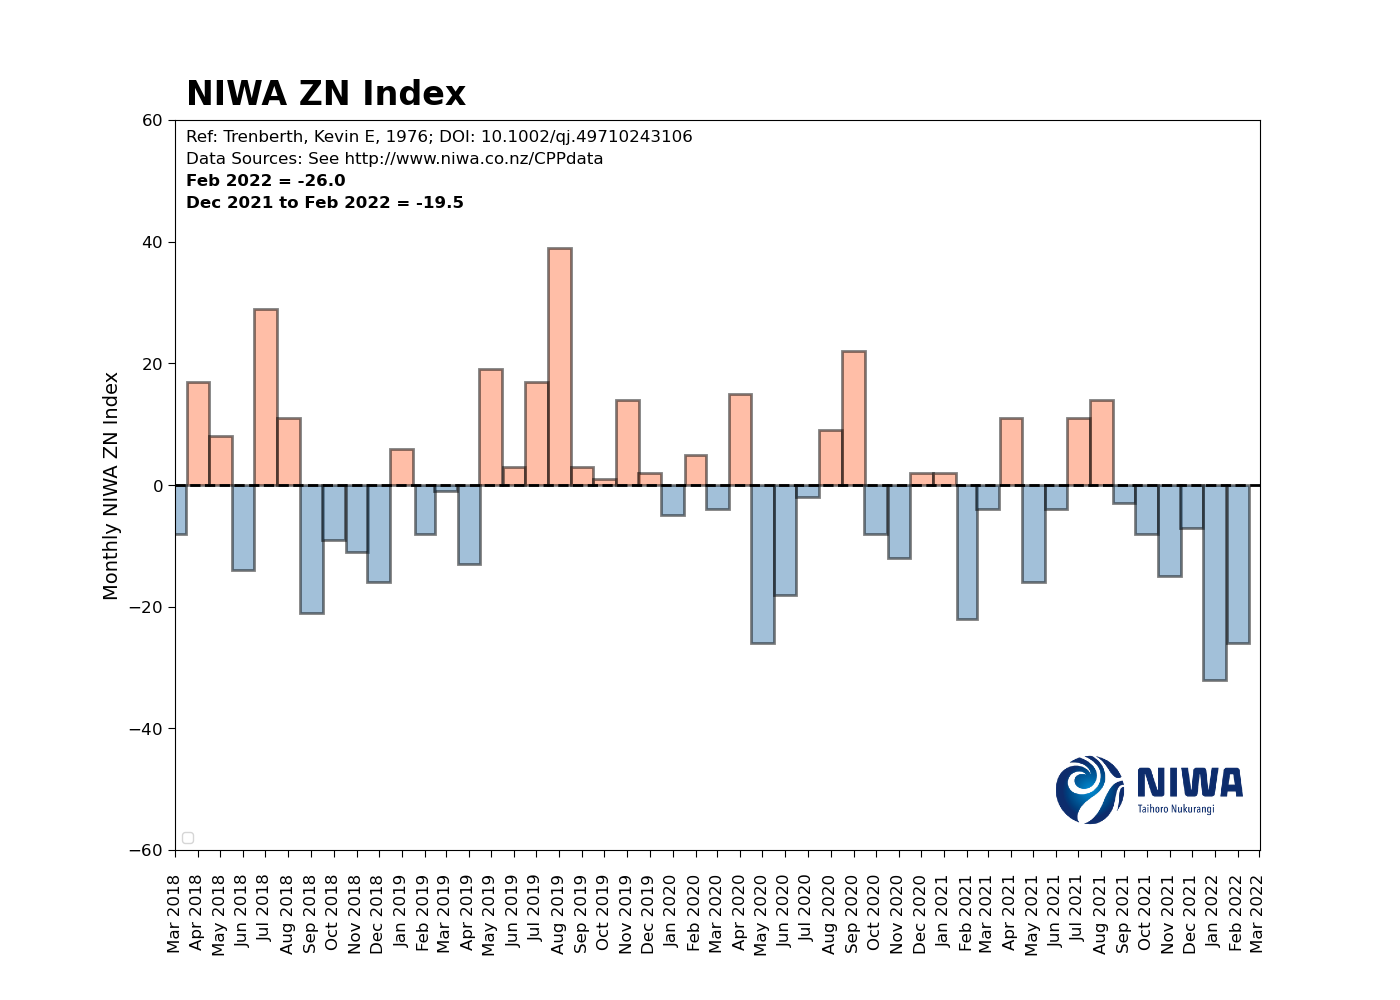 NIWA ZN Index
Ref: Trenberth, Kevin E, 1976; DOI: 10.1002/qj.49710243106
Data Sources: See http://www.niwa.co.nz/CPPdata
Feb 2022 = -26.0
Dec 2021 to Feb 2022 = -19.5
Monthly NIWA ZN Index
60
40
20
0
−20
−40
−60
NIWA
Taihoro Nukurangi
Mar 2018
Apr 2018
May 2018
Jun 2018
Jul 2018
Aug 2018
Sep 2018
Oct 2018
Nov 2018
Dec 2018
Jan 2019
Feb 2019
Mar 2019
Apr 2019
May 2019
Jun 2019
Jul 2019
Aug 2019
Sep 2019
Oct 2019
Nov 2019
Dec 2019
Jan 2020
Feb 2020
Mar 2020
Apr 2020
May 2020
Jun 2020
Jul 2020
Aug 2020
Sep 2020
Oct 2020
Nov 2020
Dec 2020
Jan 2021
Feb 2021
Mar 2021
Apr 2021
May 2021
Jun 2021
Jul 2021
Aug 2021
Sep 2021
Oct 2021
Nov 2021
Dec 2021
Jan 2022
Feb 2022
Mar 2022